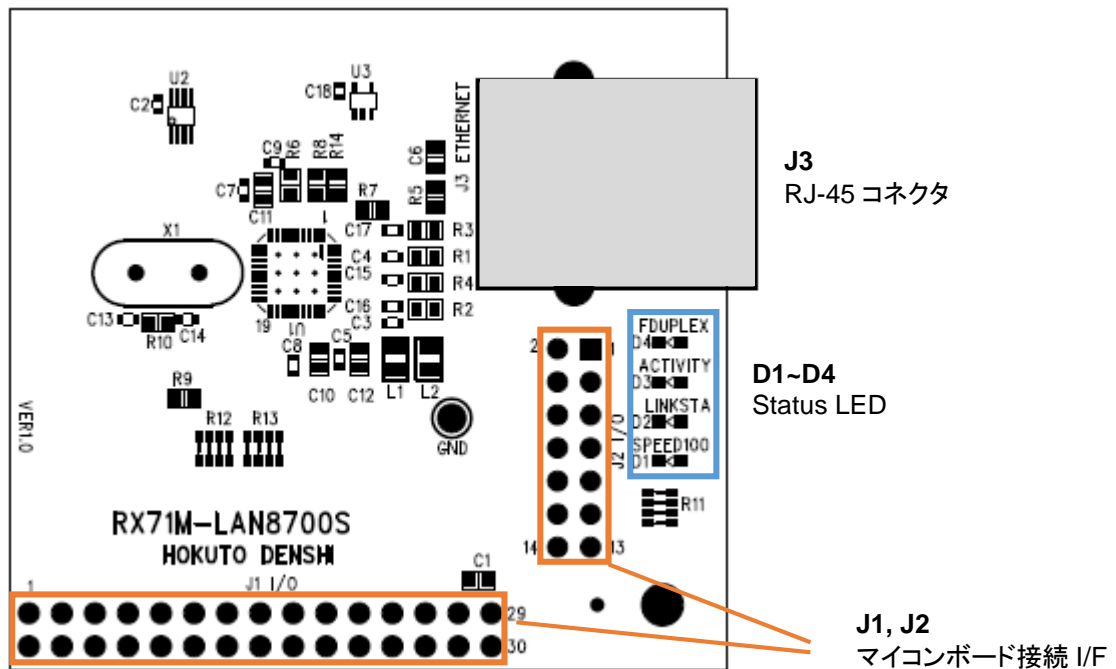 U2
C2
U3
C18
J3 ETHERNET
C9
R6
R8
R14
C6
C7
C11
R7
R5
J3
RJ-45 コネクタ
X1
1
C17
R3
C4
R1
C15
R4
C16
R2
C3
C13
R10
C14
19
U1
C8
C5
C10
C12
L1
L2
2
1
FDUPLEX
D4
ACTIVITY
D3
LINKSTA
D2
SPEED100
D1
J2 I/O
D1~D4
Status LED
R9
VER1.0
R12
R13
GND
R11
RX71M-LAN8700S
HOKUTO DENSHI
14
13
C1
1
J1 I/O
29
30
J1, J2
マイコンボード接続 I/F